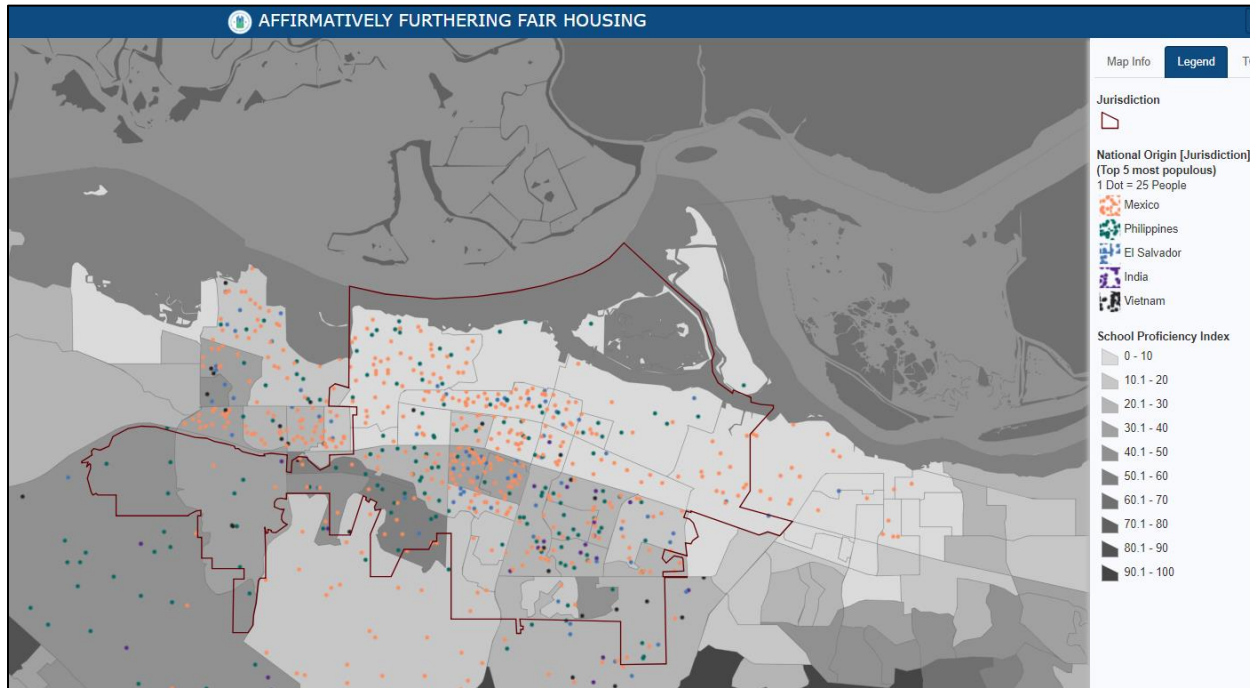 AFFIRMATIVELY FURTHERING FAIR HOUSING
Map Info Legend
Jurisdiction
National Origin [Jurisdiction]
(Top 5 most populous)
1 Dot = 25 People
Mexico
Philippines
El Salvador
India
Vietnam
School Proficiency Index
0 - 10
10.1 - 20
20.1 - 30
30.1 - 40
40.1 - 50
50.1 - 60
60.1 - 70
70.1 - 80
80.1 - 90
90.1 - 100